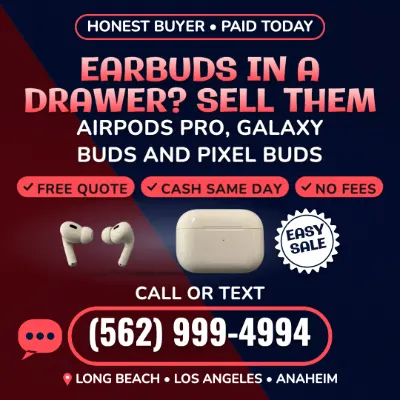 HONEST BUYER • PAID TODAY
EARBUDS IN A
DRAWER? SELL THEM
AIRPODS PRO, GALAXY
BUDS AND PIXEL BUDS
✓ FREE QUOTE ✓ CASH SAME DAY ✓ NO FEES
EASY
SALE
CALL OR TEXT
(562) 999-4994
LONG BEACH • LOS ANGELES • ANAHEIM